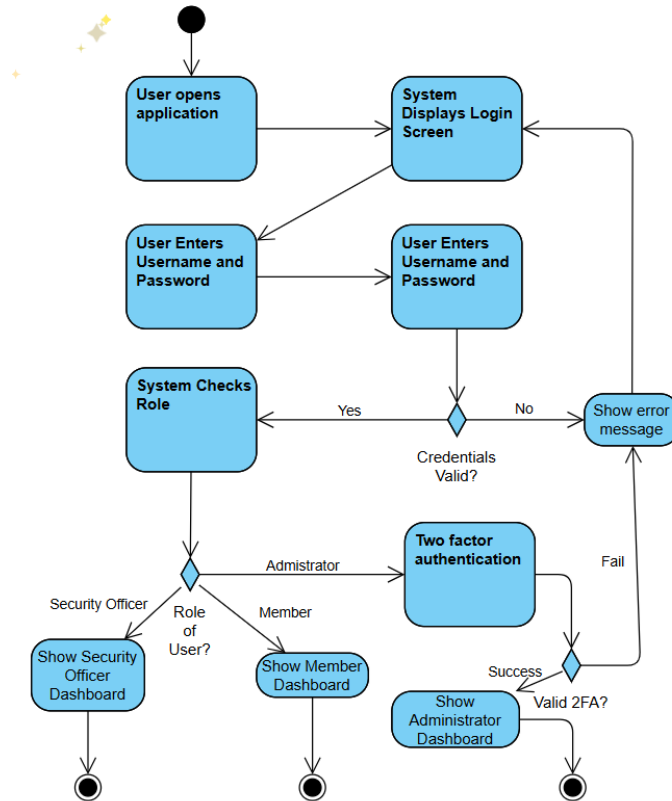 User opens
application
System
Displays Login
Screen
User Enters
Username and
Password
User Enters
Username and
Password
System Checks
Role
Yes
No
Show error
message
Credentials
Valid?
Two factor
authentication
Admistrator
Fail
Security Officer
Role
of
User?
Member
Show Security
Officer
Dashboard
Show Member
Dashboard
Success
Valid 2FA?
Show
Administrator
Dashboard